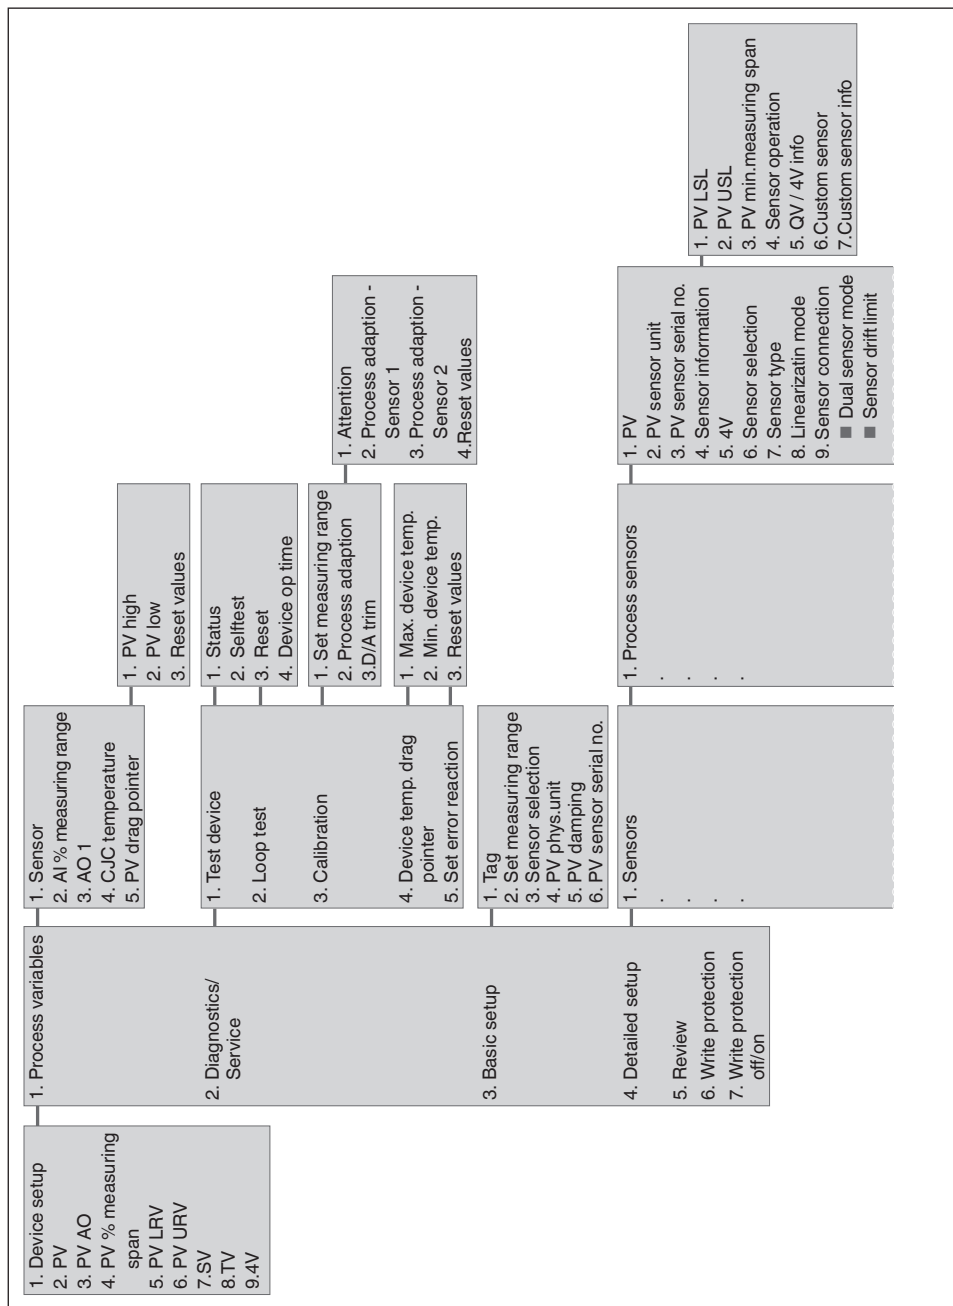 1. Device setup
2. PV
3. PV AO
4. PV % measuring
span
5. PV LRV
6. PV URV
7.SV
8.TV
9.4V
1. Process variables
2. Diagnostics/
Service
3. Basic setup
4. Detailed setup
5. Review
6. Write protection
7. Write protection
off/on
1. Sensor
2. AI % measuring range
3. AO 1
4. CJC temperature
5. PV drag pointer
1. PV high
2. PV low
3. Reset values
1. Test device
2. Loop test
3. Calibration
4. Device temp. drag
pointer
5. Set error reaction
1. Status
2. Selftest
3. Reset
4. Device op time
1. Set measuring range
2. Process adaption
3.D/A trim
1. Attention
2. Process adaption -
Sensor 1
3. Process adaption -
Sensor 2
4.Reset values
1. Max. device temp.
2. Min. device temp.
3. Reset values
1. Tag
2. Set measuring range
3. Sensor selection
4. PV phys.unit
5. PV damping
6. PV sensor serial no.
1. Sensors
.
.
.
.
1. Process sensors
.
.
.
.
1. PV
2. PV sensor unit
3. PV sensor serial no.
4. Sensor information
5. 4V
6. Sensor selection
7. Sensor type
8. Linearizatin mode
9. Sensor connection
■ Dual sensor mode
■ Sensor drift limit
1. PV LSL
2. PV USL
3. PV min.measuring span
4. Sensor operation
5. QV / 4V info
6.Custom sensor
7.Custom sensor info